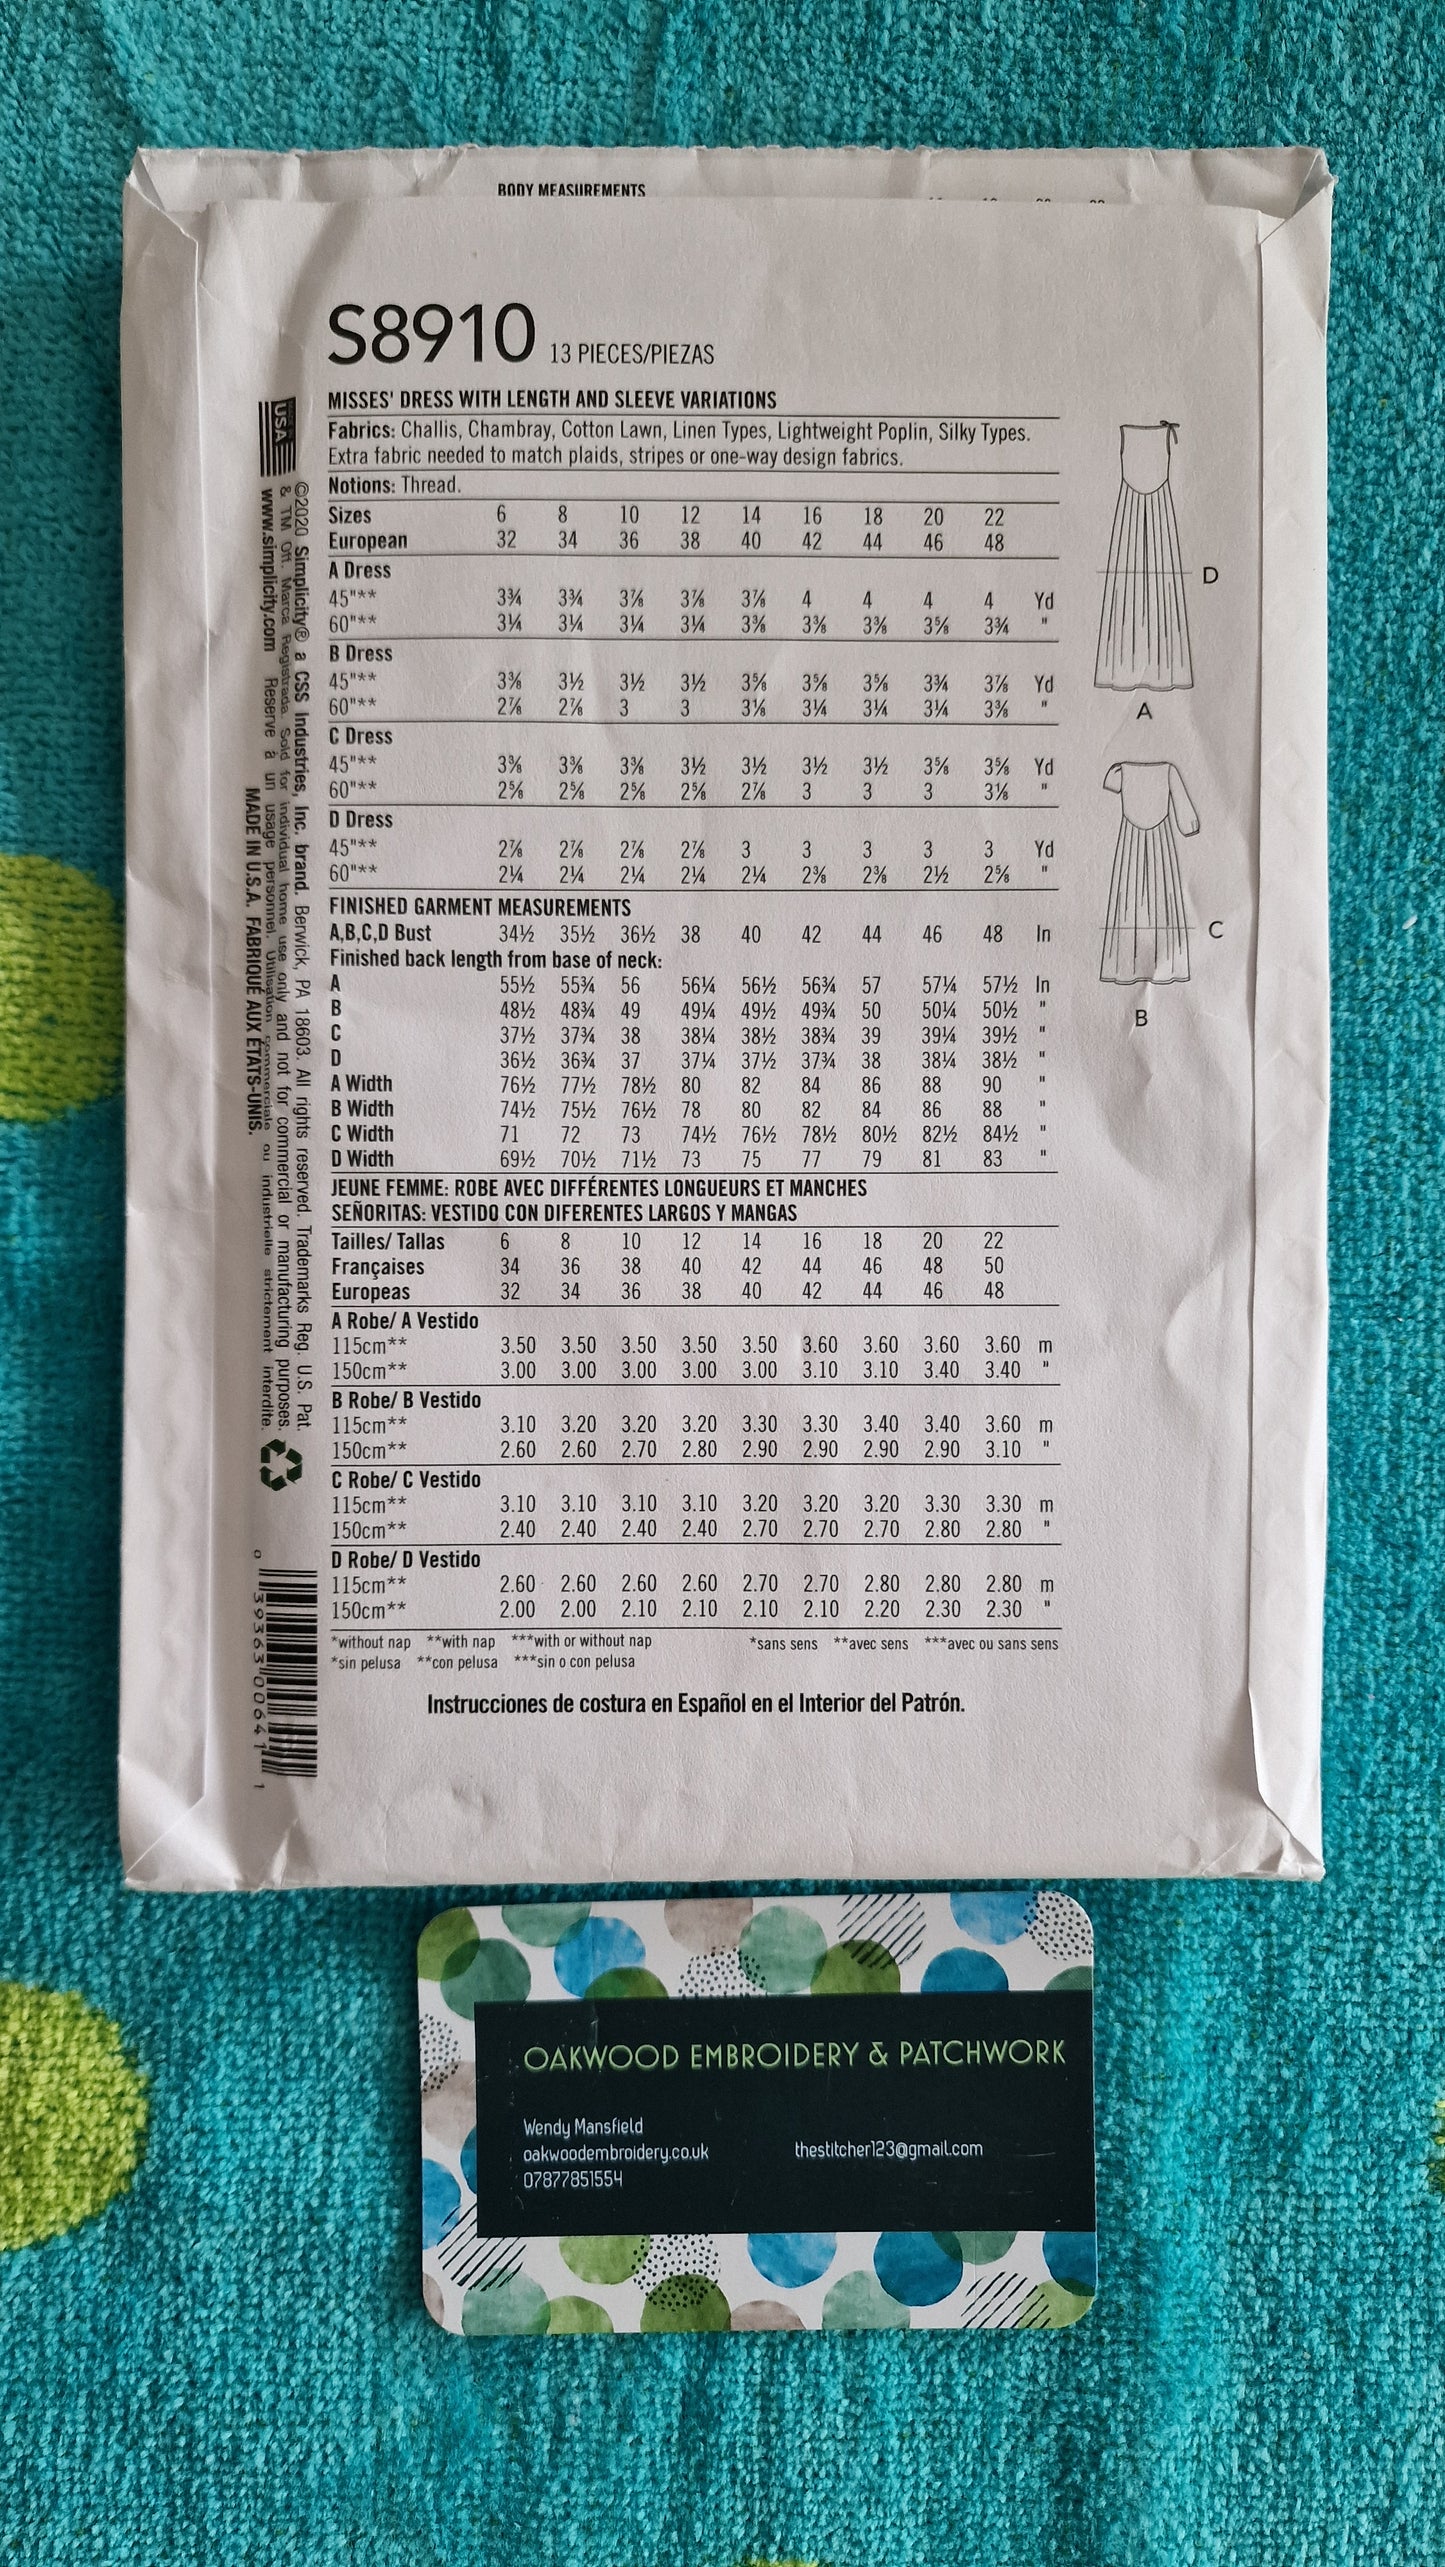 BODY MEASUREMENTS
S8910 13 PIECES/PIEZAS
MISSES' DRESS WITH LENGTH AND SLEEVE VARIATIONS
Fabrics: Challis, Chambray, Cotton Lawn, Linen Types, Lightweight Poplin, Silky Types.
Extra fabric needed to match plaids, stripes or one-way design fabrics.
Notions: Thread.
Sizes 6 8 10 12 14 16 18 20 22
European 32 34 36 38 40 42 44 46 48
A Dress
45"** 3¾ 3¾ 3⅞ 3⅞ 3⅞ 4 4 4 4 Yd
60"** 3¼ 3¼ 3¼ 3¼ 3⅜ 3⅜ 3⅜ 3⅝ 3¾ "
B Dress
45"** 3⅜ 3½ 3½ 3½ 3⅝ 3⅝ 3⅝ 3¾ 3⅞ Yd
60"** 2⅞ 2⅞ 3 3 3⅛ 3¼ 3¼ 3¼ 3⅜ "
C Dress
45"** 3⅜ 3⅜ 3⅜ 3½ 3½ 3½ 3½ 3⅝ 3⅝ Yd
60"** 2⅝ 2⅝ 2⅝ 2⅝ 2⅞ 3 3 3 3⅛ "
D Dress
45"** 2⅞ 2⅞ 2⅞ 2⅞ 3 3 3 3 3 Yd
60"** 2¼ 2¼ 2¼ 2¼ 2¼ 2⅜ 2⅜ 2½ 2⅝ "
FINISHED GARMENT MEASUREMENTS
A,B,C,D Bust 34½ 35½ 36½ 38 40 42 44 46 48 In
Finished back length from base of neck:
A 55½ 55¾ 56 56¼ 56½ 56¾ 57 57¼ 57½ In
B 48½ 48¾ 49 49¼ 49½ 49¾ 50 50¼ 50½ "
C 37½ 37¾ 38 38¼ 38½ 38¾ 39 39¼ 39½ "
D 36½ 36¾ 37 37¼ 37½ 37¾ 38 38¼ 38½ "
A Width 76½ 77½ 78½ 80 82 84 86 88 90 "
B Width 74½ 75½ 76½ 78 80 82 84 86 88 "
C Width 71 72 73 74½ 76½ 78½ 80½ 82½ 84½ "
D Width 69½ 70½ 71½ 73 75 77 79 81 83 "
JEUNE FEMME: ROBE AVEC DIFFÉRENTES LONGUEURS ET MANCHES
SEÑORITAS: VESTIDO CON DIFERENTES LARGOS Y MANGAS
Tailles/ Tallas 6 8 10 12 14 16 18 20 22
Françaises 34 36 38 40 42 44 46 48 50
Europeas 32 34 36 38 40 42 44 46 48
A Robe/ A Vestido
115cm** 3.50 3.50 3.50 3.50 3.50 3.60 3.60 3.60 3.60 m
150cm** 3.00 3.00 3.00 3.00 3.00 3.10 3.10 3.40 3.40 "
B Robe/ B Vestido
115cm** 3.10 3.20 3.20 3.20 3.30 3.30 3.40 3.40 3.60 m
150cm** 2.60 2.60 2.70 2.80 2.90 2.90 2.90 2.90 3.10 "
C Robe/ C Vestido
115cm** 3.10 3.10 3.10 3.10 3.20 3.20 3.20 3.30 3.30 m
150cm** 2.40 2.40 2.40 2.40 2.70 2.70 2.70 2.80 2.80 "
D Robe/ D Vestido
115cm** 2.60 2.60 2.60 2.60 2.70 2.70 2.80 2.80 2.80 m
150cm** 2.00 2.00 2.10 2.10 2.10 2.10 2.20 2.30 2.30 "
*without nap **with nap ***with or without nap *sans sens **avec sens ***avec ou sans sens
*sin pelusa **con pelusa ***sin o con pelusa
Instrucciones de costura en Español en el Interior del Patrón.
D
A
C
B
USA
©2020 Simplicity® a CSS Industries, Inc. brand. Berwick, PA 18603. All rights reserved. Trademarks Reg. U.S. Pat.
& TM Off. Marca Registrada. Sold for individual home use only and not for commercial or manufacturing purposes.
www.simplicity.com Reserve à un usage personnel. Utilisation commerciale ou industrielle strictement interdite.
MADE IN U.S.A. FABRIQUÉ AUX ÉTATS-UNIS.
0 39363 00641 1
OAKWOOD EMBROIDERY & PATCHWORK
Wendy Mansfield
oakwoodembroidery.co.uk thestitcher123@gmail.com
07877851554